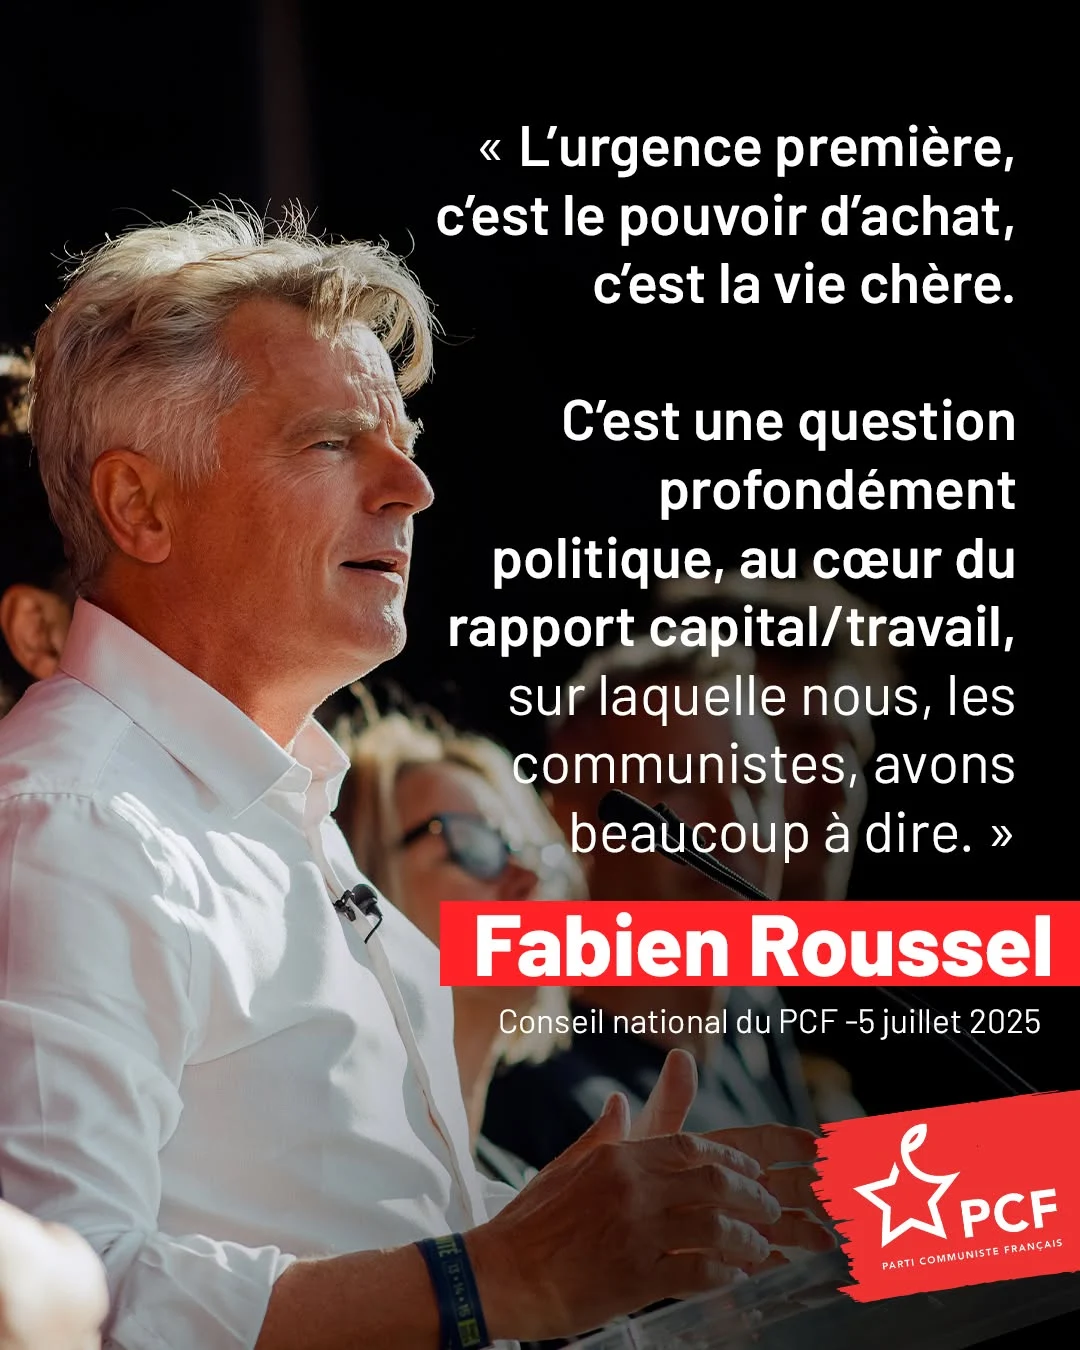 « L’urgence première,
c’est le pouvoir d’achat,
c’est la vie chère.
C’est une question
profondément
politique, au cœur du
rapport capital/travail,
sur laquelle nous, les
communistes, avons
beaucoup à dire. »
Fabien Roussel
Conseil national du PCF -5 juillet 2025
PCF
PARTI COMMUNISTE FRANÇAIS